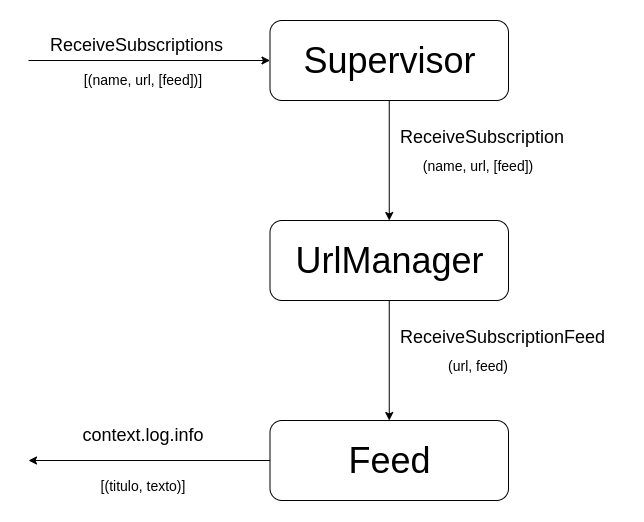 ReceiveSubscriptions
[(name, url, [feed])]
Supervisor
ReceiveSubscription
(name, url, [feed])
UrlManager
ReceiveSubscriptionFeed
(url, feed)
context.log.info
[(titulo, texto)]
Feed